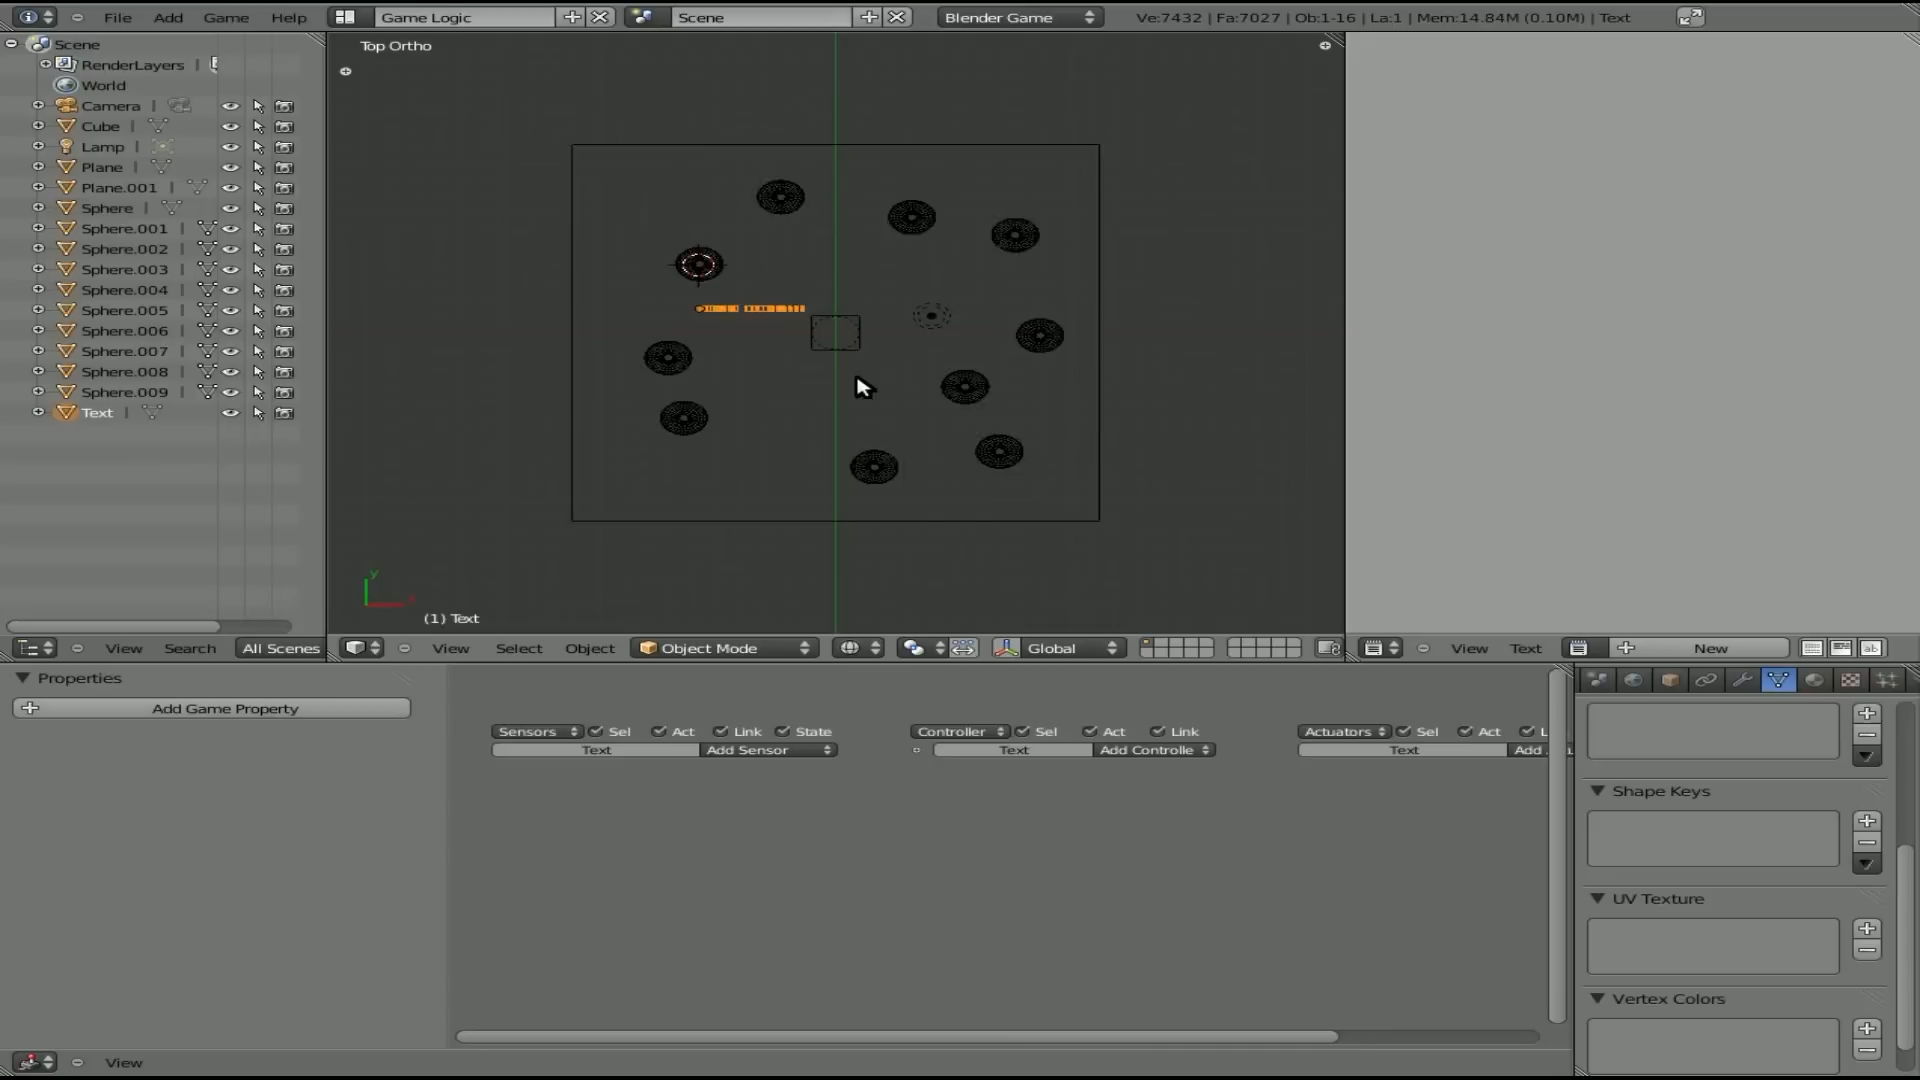 File Add Game Help Game Logic Scene Blender Game Ve:7432 | Fa:7027 | Ob:1-16 | La:1 | Mem:14.84M (0.10M) | Text
Scene
RenderLayers |
World
Camera |
Cube |
Lamp |
Plane |
Plane.001 |
Sphere |
Sphere.001 |
Sphere.002 |
Sphere.003 |
Sphere.004 |
Sphere.005 |
Sphere.006 |
Sphere.007 |
Sphere.008 |
Sphere.009 |
Text |
Top Ortho
Y
(1) Text
View Search All Scenes
View Select Object Object Mode Global
View Text New
Properties
Add Game Property
Sensors Sel Act Link State
Text Add Sensor
Controller Sel Act Link
Text Add Controlle
Actuators Sel Act L
Text Add
Shape Keys
UV Texture
Vertex Colors
View